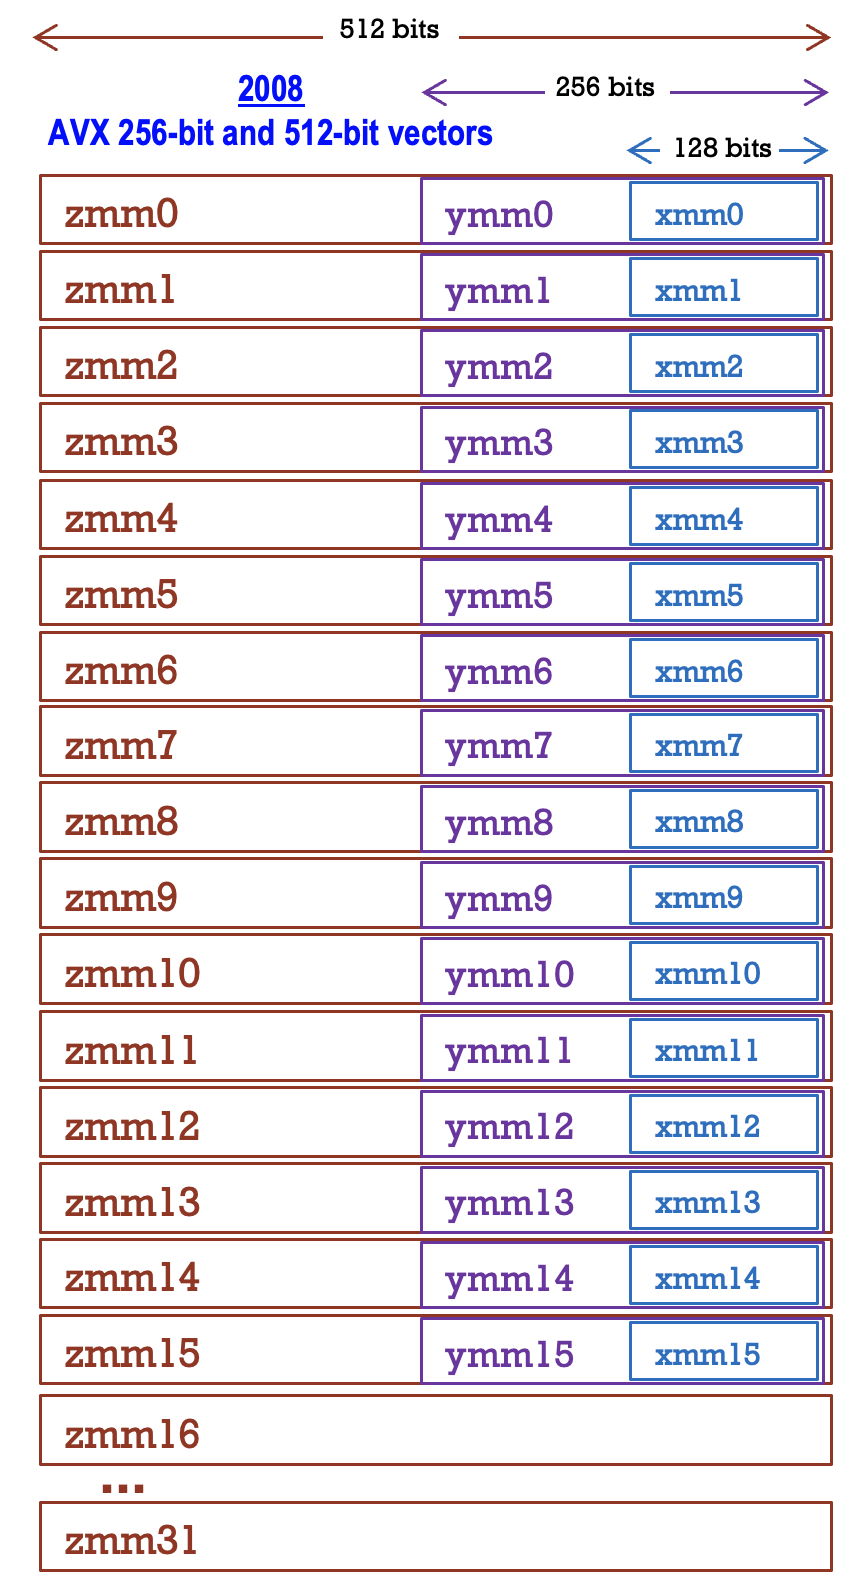 512 bits
2008
256 bits
AVX 256-bit and 512-bit vectors
128 bits
zmm0 ymm0 xmm0
zmm1 ymm1 xmm1
zmm2 ymm2 xmm2
zmm3 ymm3 xmm3
zmm4 ymm4 xmm4
zmm5 ymm5 xmm5
zmm6 ymm6 xmm6
zmm7 ymm7 xmm7
zmm8 ymm8 xmm8
zmm9 ymm9 xmm9
zmm10 ymm10 xmm10
zmm11 ymm11 xmm11
zmm12 ymm12 xmm12
zmm13 ymm13 xmm13
zmm14 ymm14 xmm14
zmm15 ymm15 xmm15
zmm16
...
zmm31